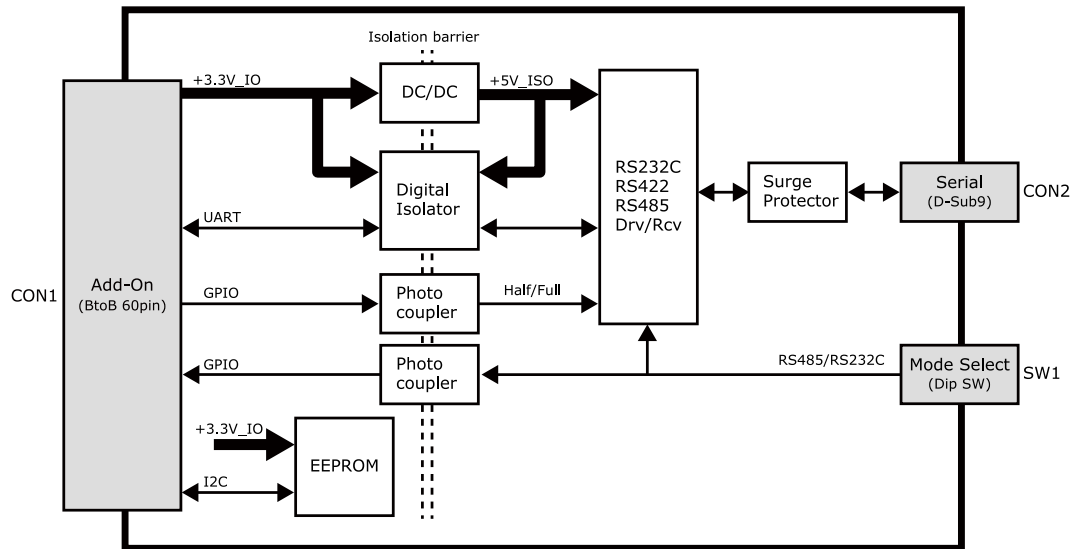 Isolation barrier
+3.3V_IO
DC/DC
+5V_ISO
RS232C
RS422
RS485
Drv/Rcv
Digital
Isolator
Surge
Protector
Serial
(D-Sub9)
CON2
UART
CON1
Add-On
(BtoB 60pin)
GPIO
Photo
coupler
Half/Full
GPIO
Photo
coupler
RS485/RS232C
Mode Select
(Dip SW)
SW1
+3.3V_IO
EEPROM
I2C